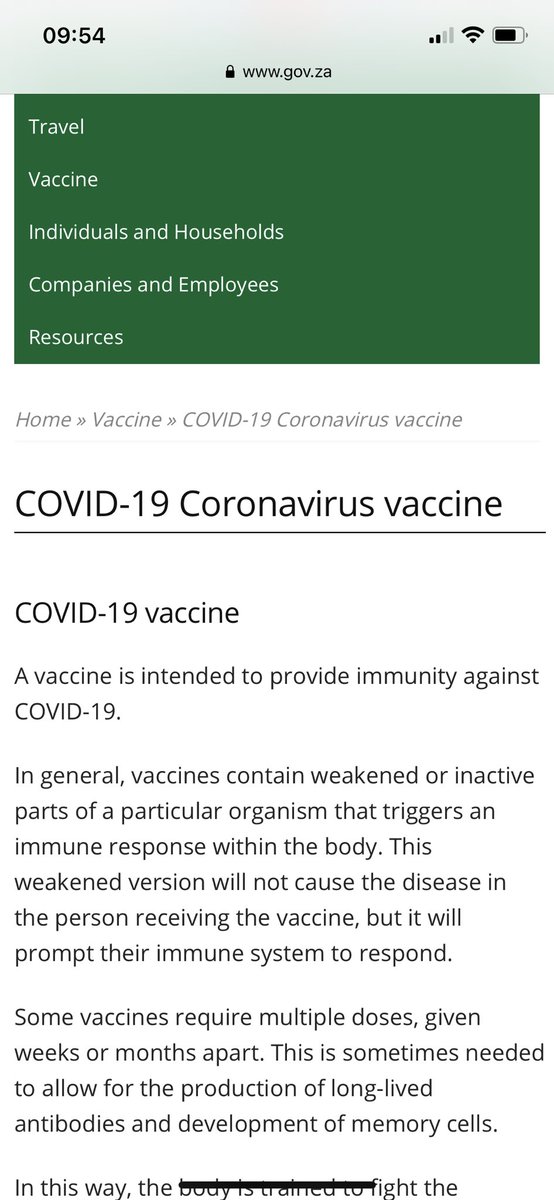 09:54
www.gov.za
Travel
Vaccine
Individuals and Households
Companies and Employees
Resources
Home » Vaccine » COVID-19 Coronavirus vaccine
COVID-19 Coronavirus vaccine
COVID-19 vaccine
A vaccine is intended to provide immunity against
COVID-19.
In general, vaccines contain weakened or inactive
parts of a particular organism that triggers an
immune response within the body. This
weakened version will not cause the disease in
the person receiving the vaccine, but it will
prompt their immune system to respond.
Some vaccines require multiple doses, given
weeks or months apart. This is sometimes needed
to allow for the production of long-lived
antibodies and development of memory cells.
In this way, the body is trained to fight the